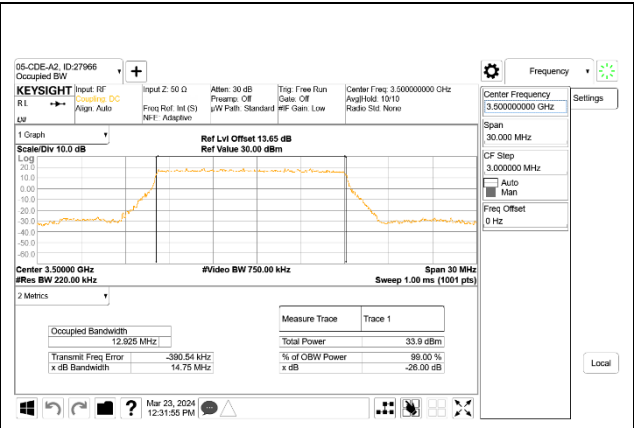 05-CDE-A2, ID:27966
Occupied BW
Frequency
KEYSIGHT Input: RF Input Z: 50 Ω Atten: 30 dB Trig: Free Run Center Freq: 3.500000000 GHz
R L Coupling: DC Preamp: Off Gate: Off Avg|Hold: 10/10
Align: Auto Freq Ref: Int (S) µW Path: Standard #IF Gain: Low Radio Std: None
NFE: Adaptive
Center Frequency
3.500000000 GHz
Settings
Span
30.000 MHz
CF Step
3.000000 MHz
Auto
Man
Freq Offset
0 Hz
1 Graph
Ref Lvl Offset 13.65 dB
Scale/Div 10.0 dB Ref Value 30.00 dBm
Log
20.0
10.0
0.00
-10.0
-20.0
-30.0
-40.0
-50.0
-60.0
Center 3.50000 GHz #Video BW 750.00 kHz Span 30 MHz
#Res BW 220.00 kHz Sweep 1.00 ms (1001 pts)
2 Metrics
Measure Trace Trace 1
Occupied Bandwidth
12.925 MHz Total Power 33.9 dBm
Transmit Freq Error -390.54 kHz % of OBW Power 99.00 %
x dB Bandwidth 14.75 MHz x dB -26.00 dB
Local
? Mar 23, 2024
12:31:55 PM